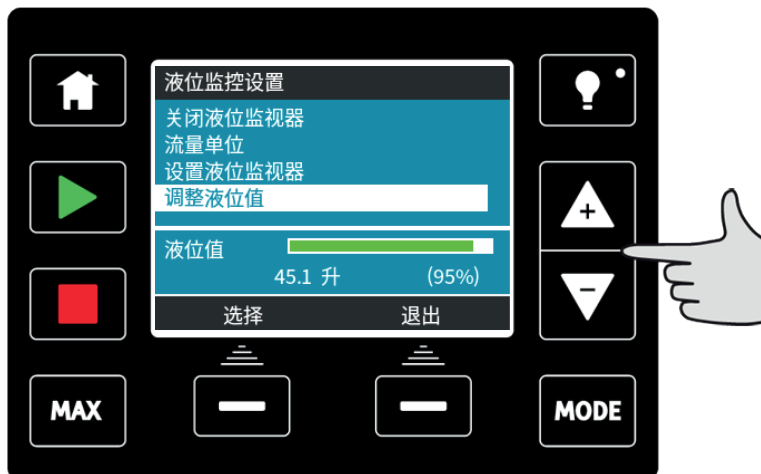 液位监控设置
关闭液位监视器
流量单位
设置液位监视器
调整液位值
液位值
45.1 升 (95%)
选择 退出
+
−
MAX
MODE